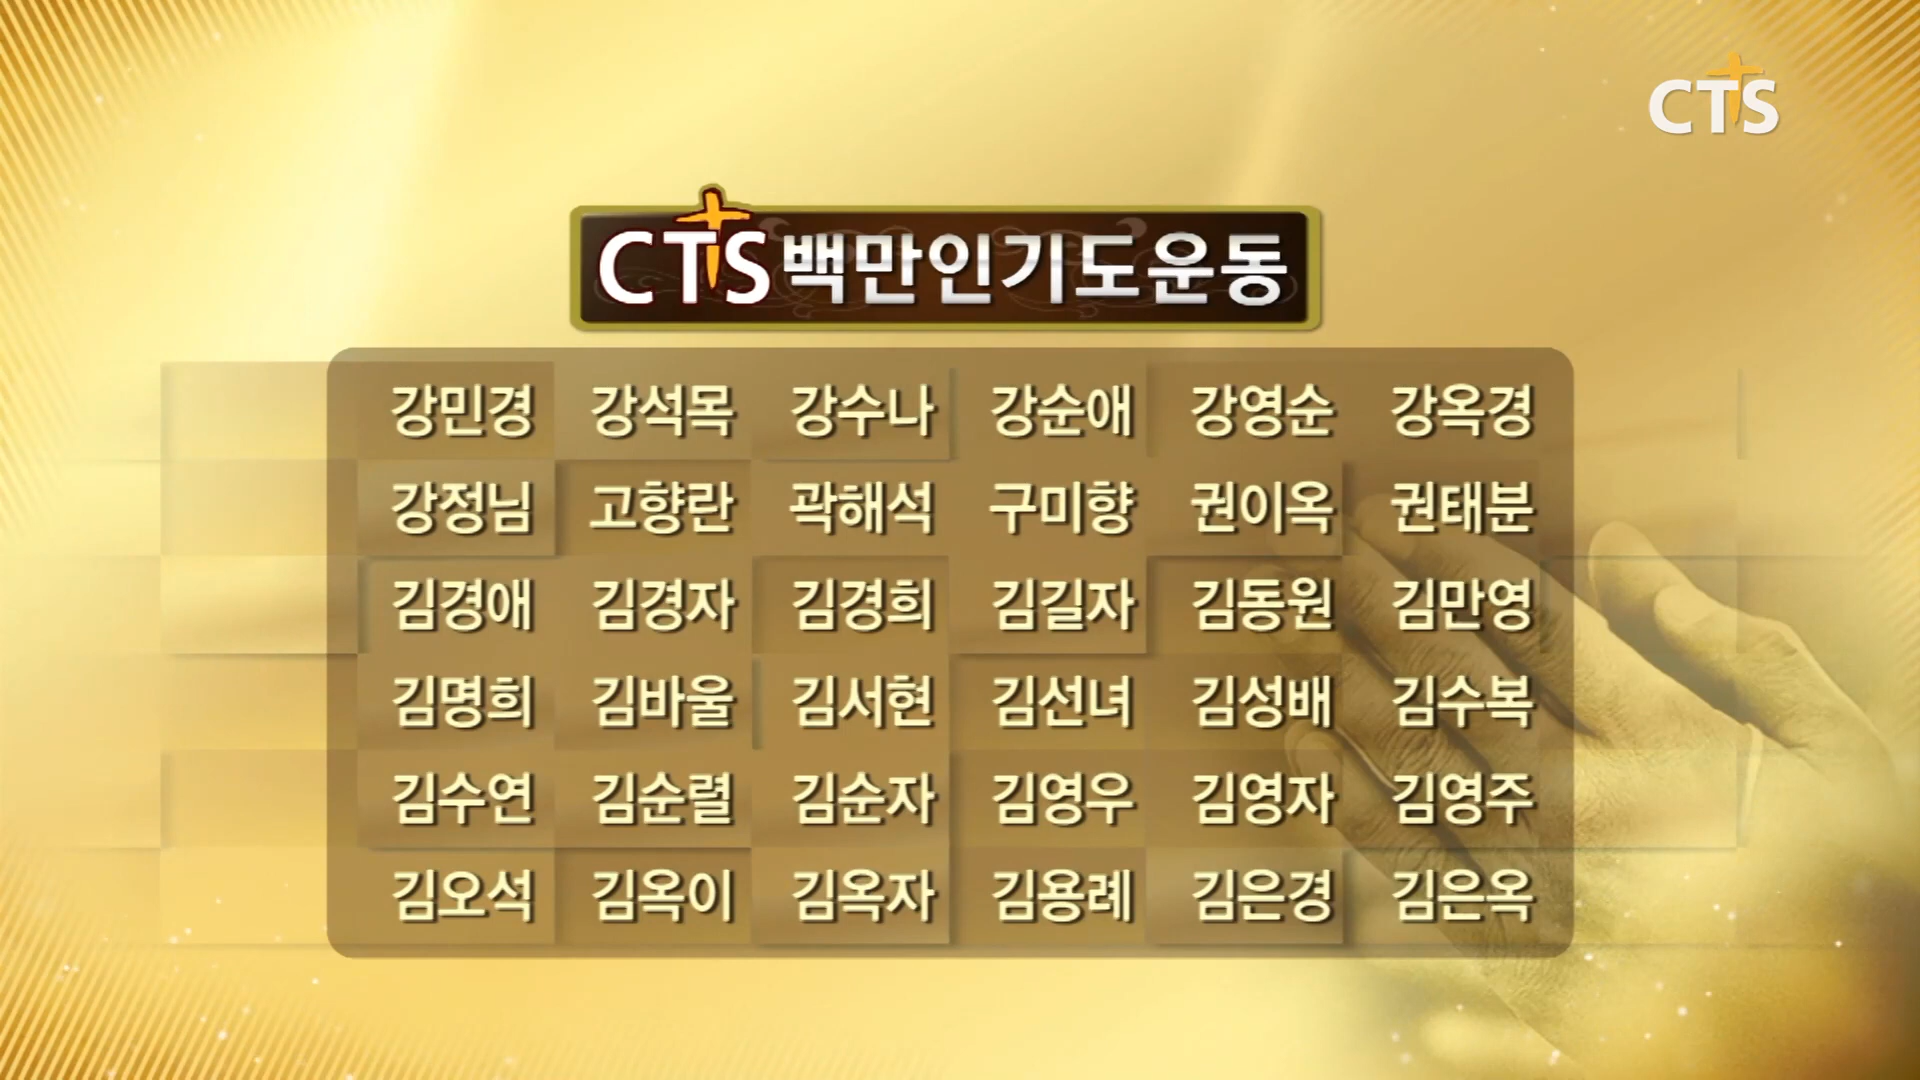 CTS
CTS백만인기도운동
강민경 강석목 강수나 강순애 강영순 강옥경
강정님 고향란 곽해석 구미향 권이옥 권태분
김경애 김경자 김경희 김길자 김동원 김만영
김명희 김바울 김서현 김선녀 김성배 김수복
김수연 김순렬 김순자 김영우 김영자 김영주
김오석 김옥이 김옥자 김용례 김은경 김은옥